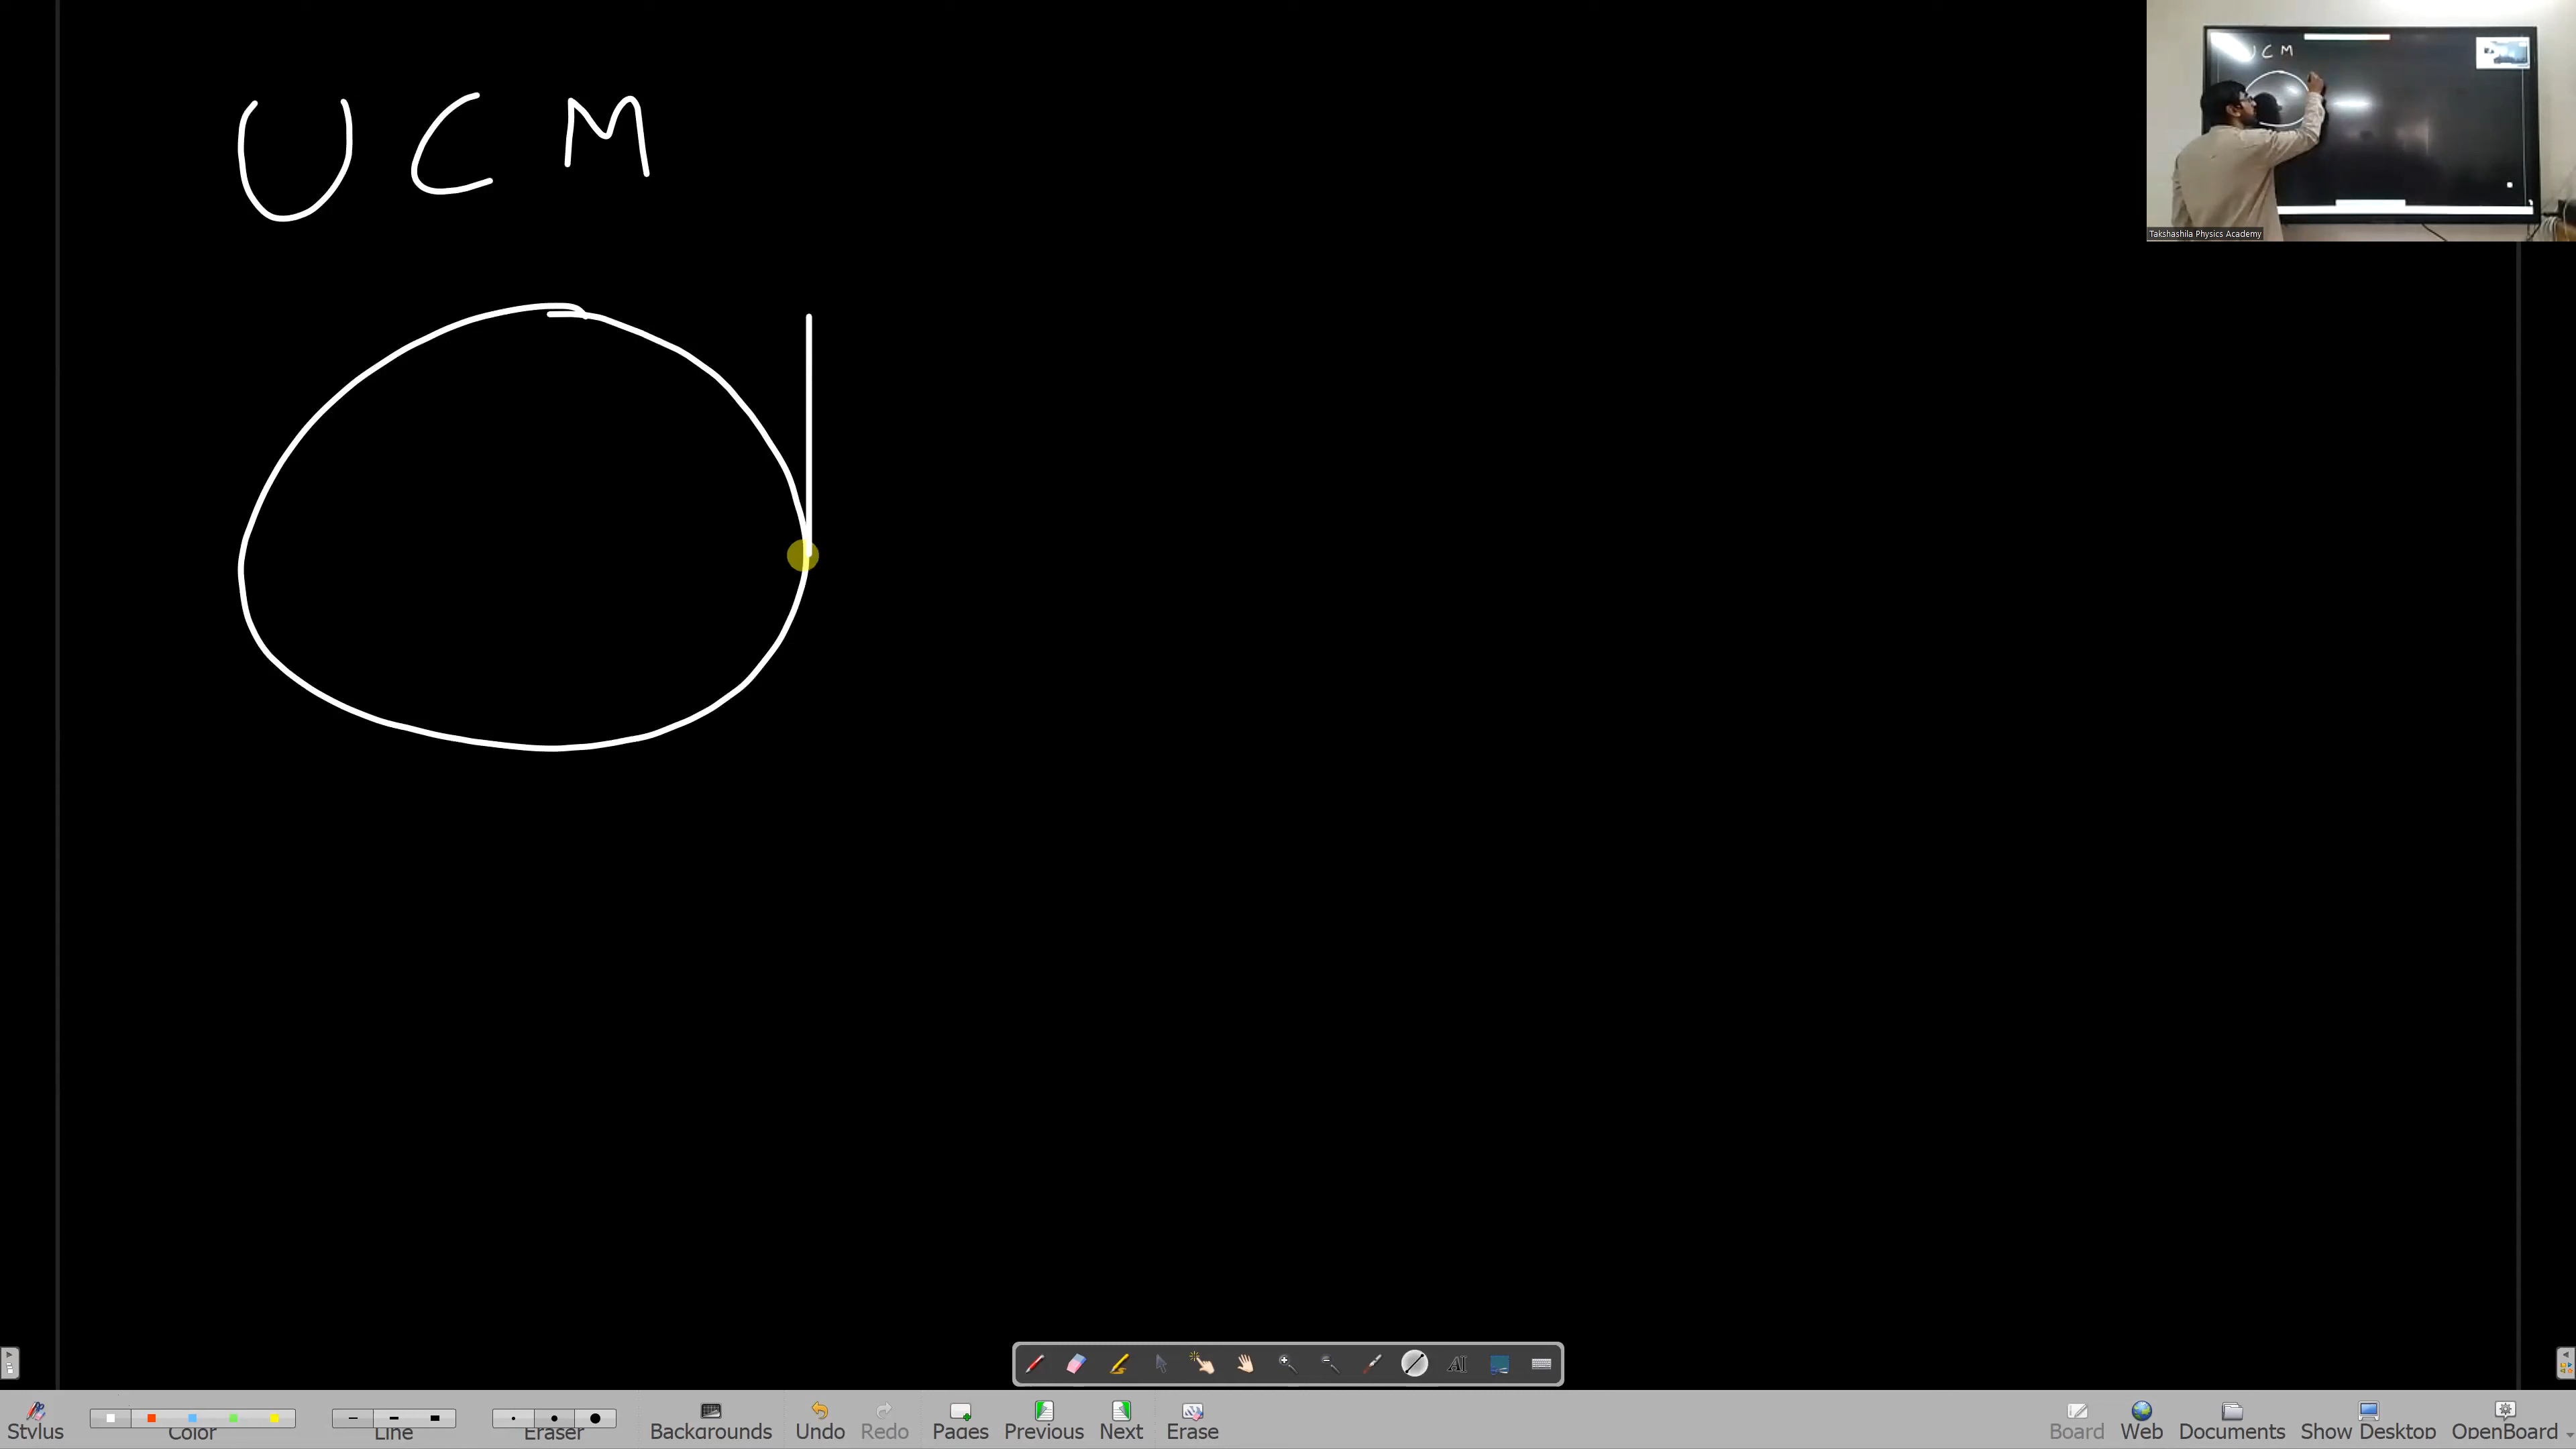 U C M
U C M
Takshashila Physics Academy
Stylus Color Line Eraser Backgrounds Undo Redo Pages Previous Next Erase Board Web Documents Show Desktop OpenBoard